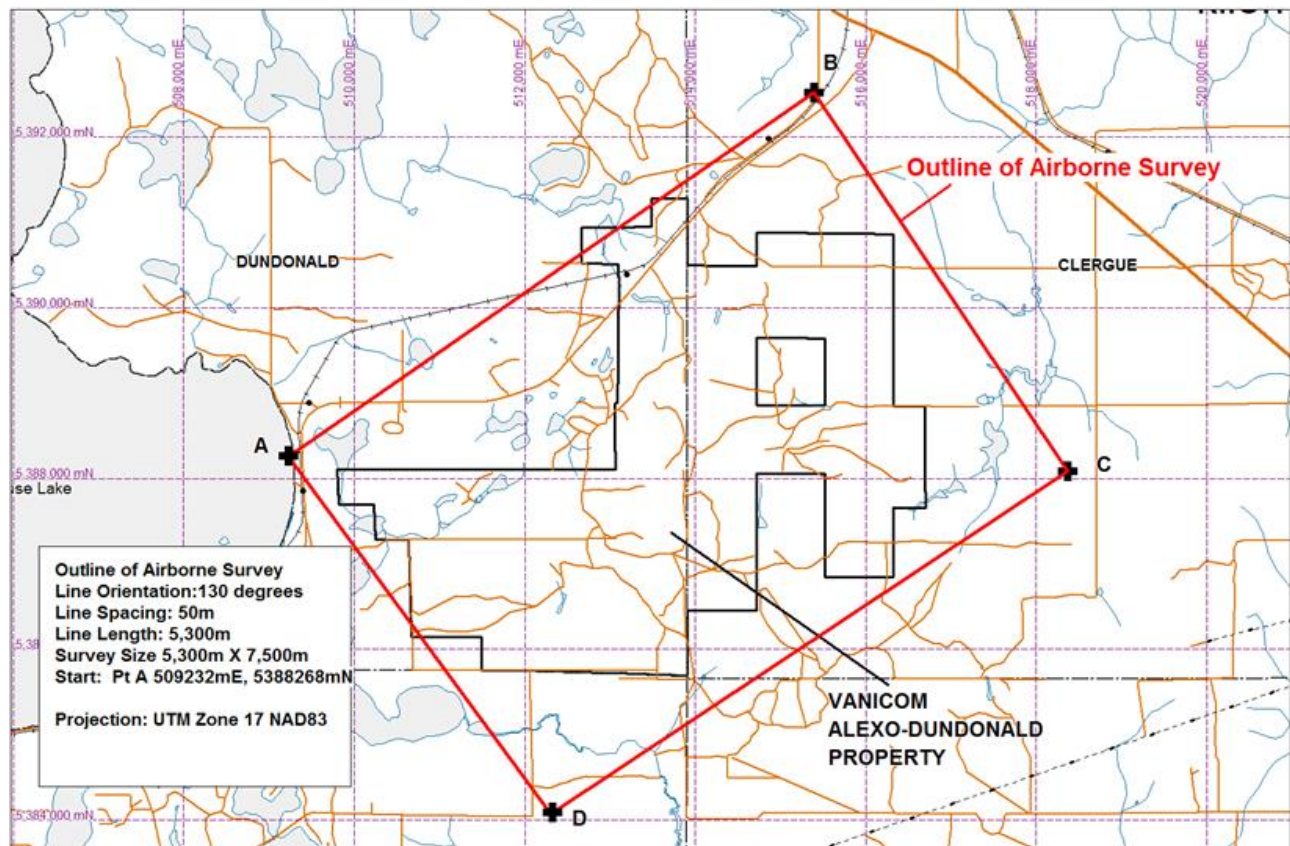 508,000 mE
510,000 mE
512,000 mE
514,000 mE
516,000 mE
518,000 mE
520,000 mE
B
5,392,000 mN
Outline of Airborne Survey
DUNDONALD
CLERGUE
5,390,000 mN
A
5,388,000 mN
C
se Lake
Outline of Airborne Survey
Line Orientation:130 degrees
Line Spacing: 50m
Line Length: 5,300m
Survey Size 5,300m X 7,500m
Start: Pt A 509232mE, 5388268mN
Projection: UTM Zone 17 NAD83
VANICOM
ALEXO-DUNDONALD
PROPERTY
5,384,000 mN
D